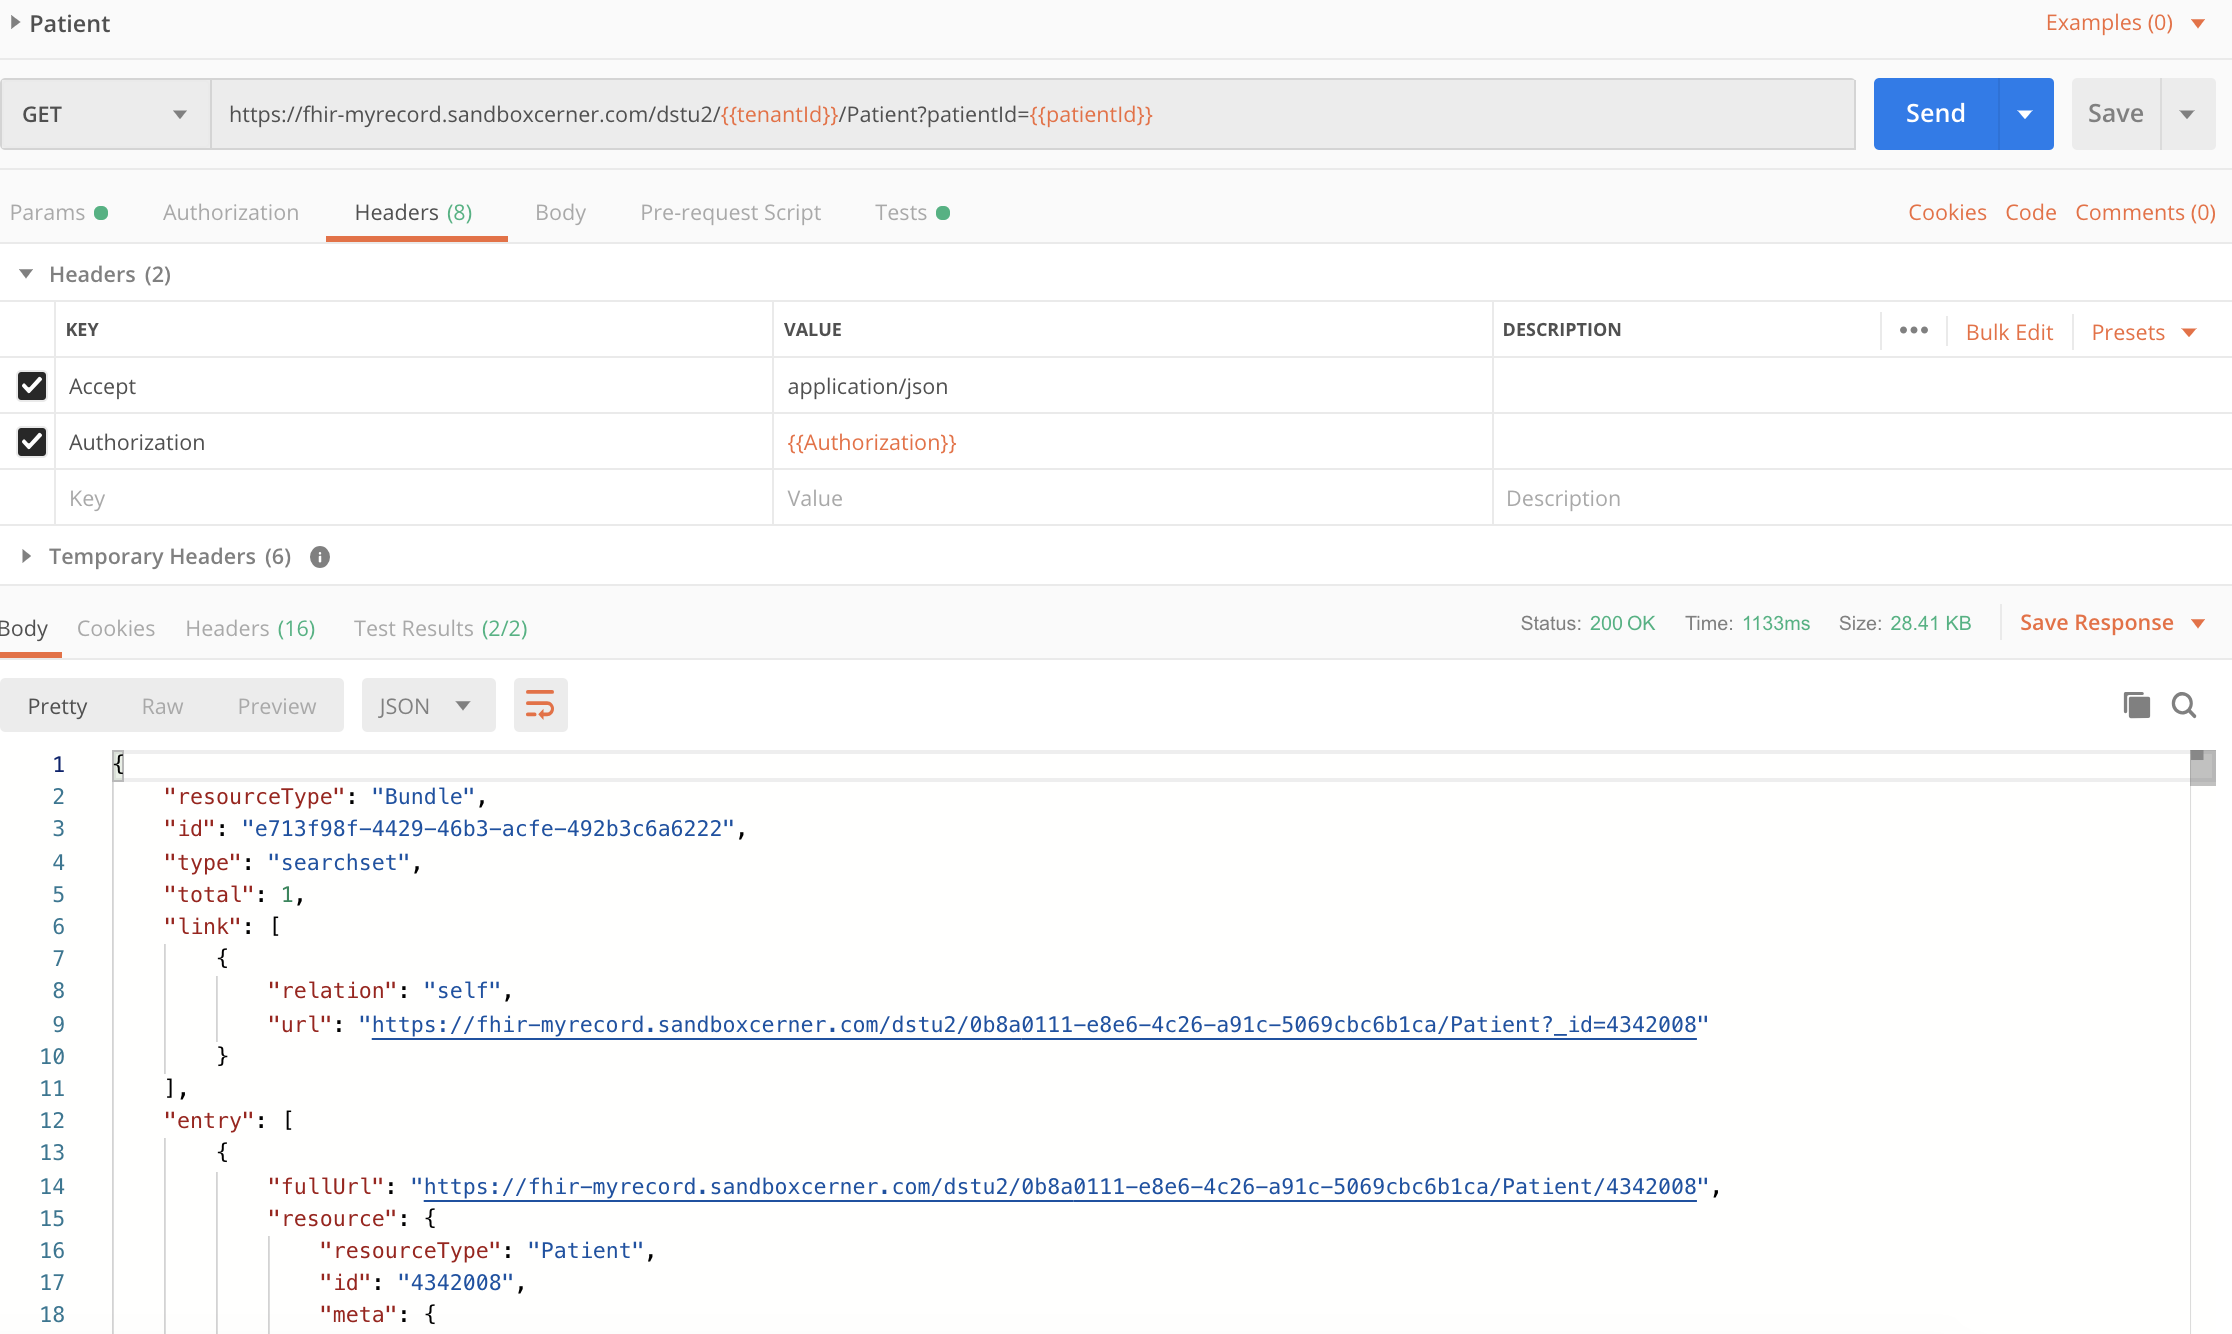 Patient
Examples (0)
GET
https://fhir-myrecord.sandboxcerner.com/dstu2/{{tenantId}}/Patient?patientId={{patientId}}
Send
Save
Params Authorization Headers (8) Body Pre-request Script Tests
Cookies Code Comments (0)
Headers (2)
KEY VALUE DESCRIPTION ••• Bulk Edit Presets
Accept application/json
Authorization {{Authorization}}
Key Value Description
Temporary Headers (6) i
Body Cookies Headers (16) Test Results (2/2)
Status: 200 OK Time: 1133ms Size: 28.41 KB Save Response
Pretty Raw Preview JSON
1 {
2 "resourceType": "Bundle",
3 "id": "e713f98f-4429-46b3-acfe-492b3c6a6222",
4 "type": "searchset",
5 "total": 1,
6 "link": [
7 {
8 "relation": "self",
9 "url": "https://fhir-myrecord.sandboxcerner.com/dstu2/0b8a0111-e8e6-4c26-a91c-5069cbc6b1ca/Patient?_id=4342008"
10 }
11 ],
12 "entry": [
13 {
14 "fullUrl": "https://fhir-myrecord.sandboxcerner.com/dstu2/0b8a0111-e8e6-4c26-a91c-5069cbc6b1ca/Patient/4342008",
15 "resource": {
16 "resourceType": "Patient",
17 "id": "4342008",
18 "meta": {